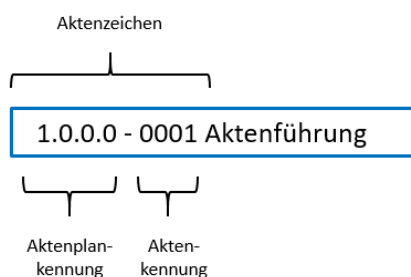 Aktenzeichen
1.0.0.0 - 0001 Aktenführung
Aktenplan-
kennung
Akten-
kennung